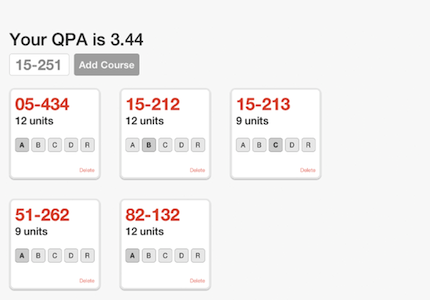 Your QPA is 3.44
15-251 Add Course
05-434
12 units
A B C D R
Delete
15-212
12 units
A B C D R
Delete
15-213
9 units
A B C D R
Delete
51-262
9 units
A B C D R
Delete
82-132
12 units
A B C D R
Delete